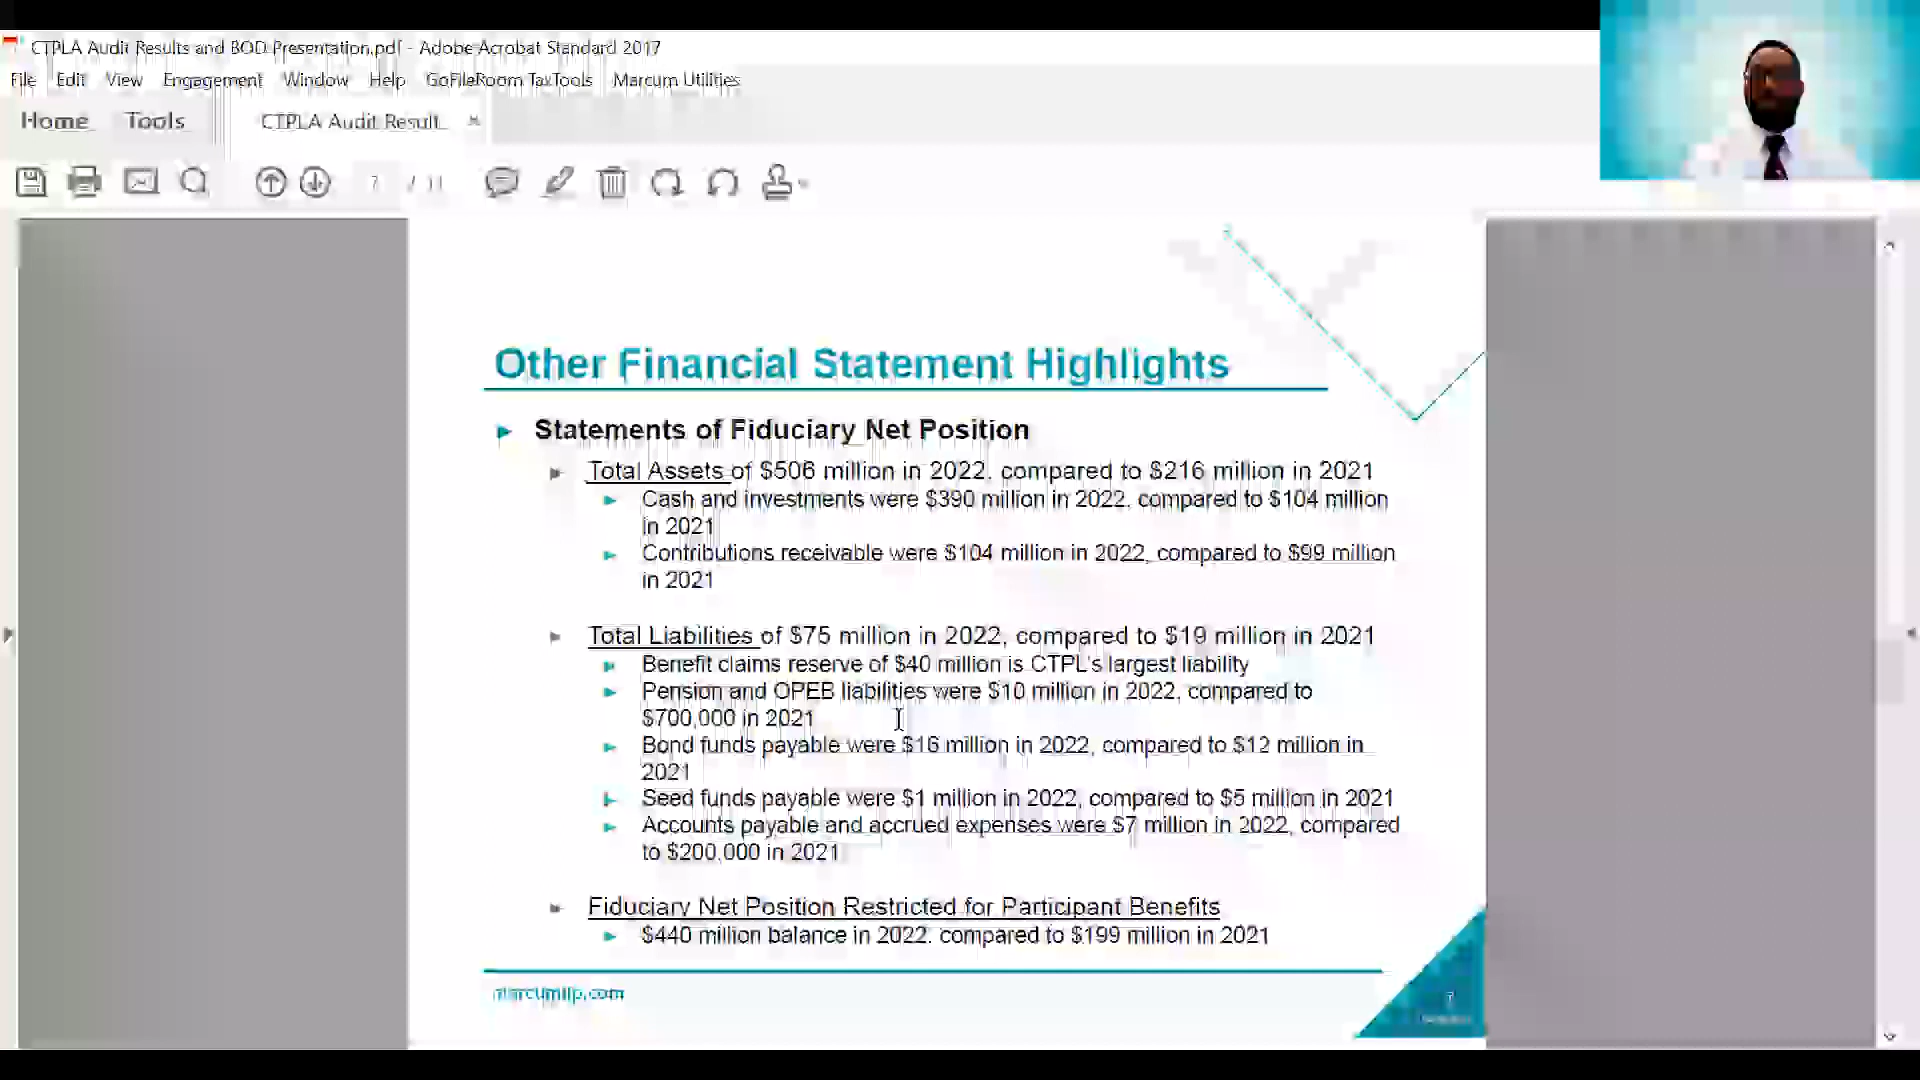 CTPLA Audit Results and BOD Presentation.pdf - Adobe Acrobat Standard 2017
File Edit View Engagement Window Help GoFileRoom TaxTools Marcum Utilities
Home Tools CTPLA Audit Result... ×
7 / 11
Other Financial Statement Highlights
Statements of Fiduciary Net Position
Total Assets of $506 million in 2022, compared to $216 million in 2021
Cash and investments were $390 million in 2022, compared to $104 million
in 2021
Contributions receivable were $104 million in 2022, compared to $99 million
in 2021
Total Liabilities of $75 million in 2022, compared to $19 million in 2021
Benefit claims reserve of $40 million is CTPL's largest liability
Pension and OPEB liabilities were $10 million in 2022, compared to
$700,000 in 2021
Bond funds payable were $16 million in 2022, compared to $12 million in
2021
Seed funds payable were $1 million in 2022, compared to $5 million in 2021
Accounts payable and accrued expenses were $7 million in 2022, compared
to $200,000 in 2021
Fiduciary Net Position Restricted for Participant Benefits
$440 million balance in 2022, compared to $199 million in 2021
marcumllp.com
7